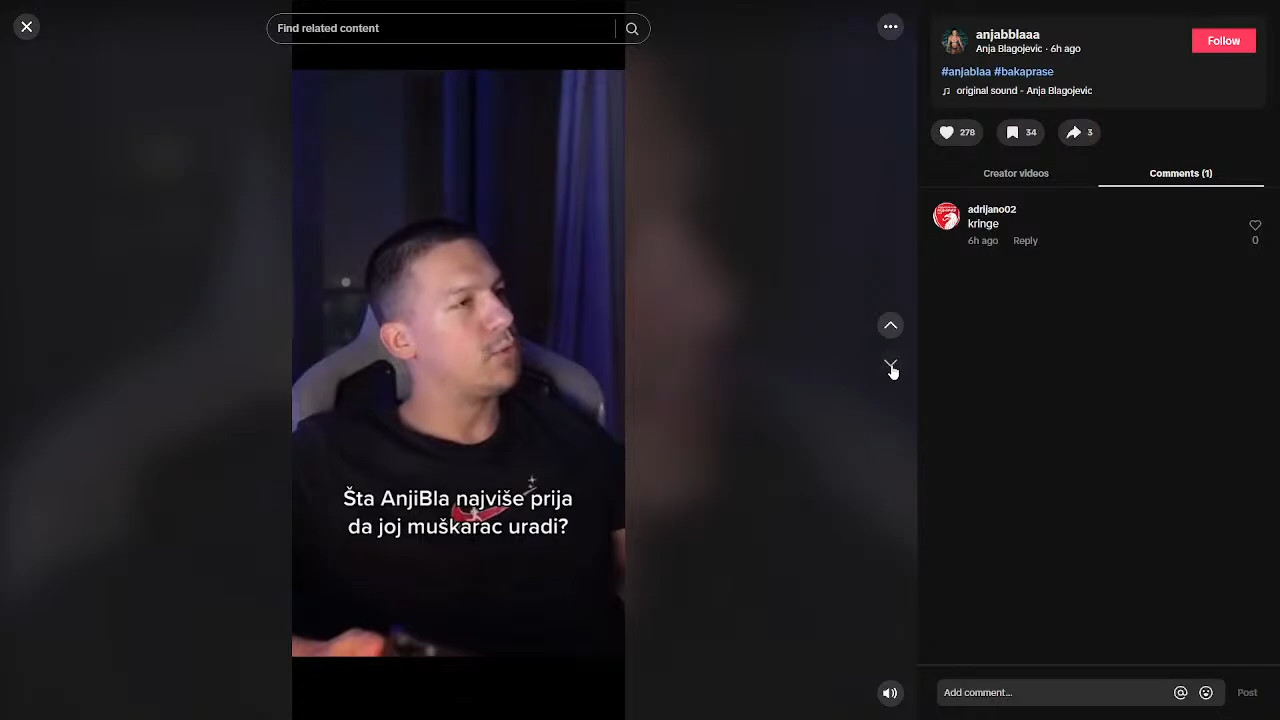 Find related content
Šta AnjiBla najviše prija
da joj muškarac uradi?
anjabblaaa
Anja Blagojevic · 6h ago
Follow
#anjablaa #bakaprase
original sound - Anja Blagojevic
278
34
3
Creator videos
Comments (1)
adrijano02
kringe
6h ago Reply
0
Add comment...
Post